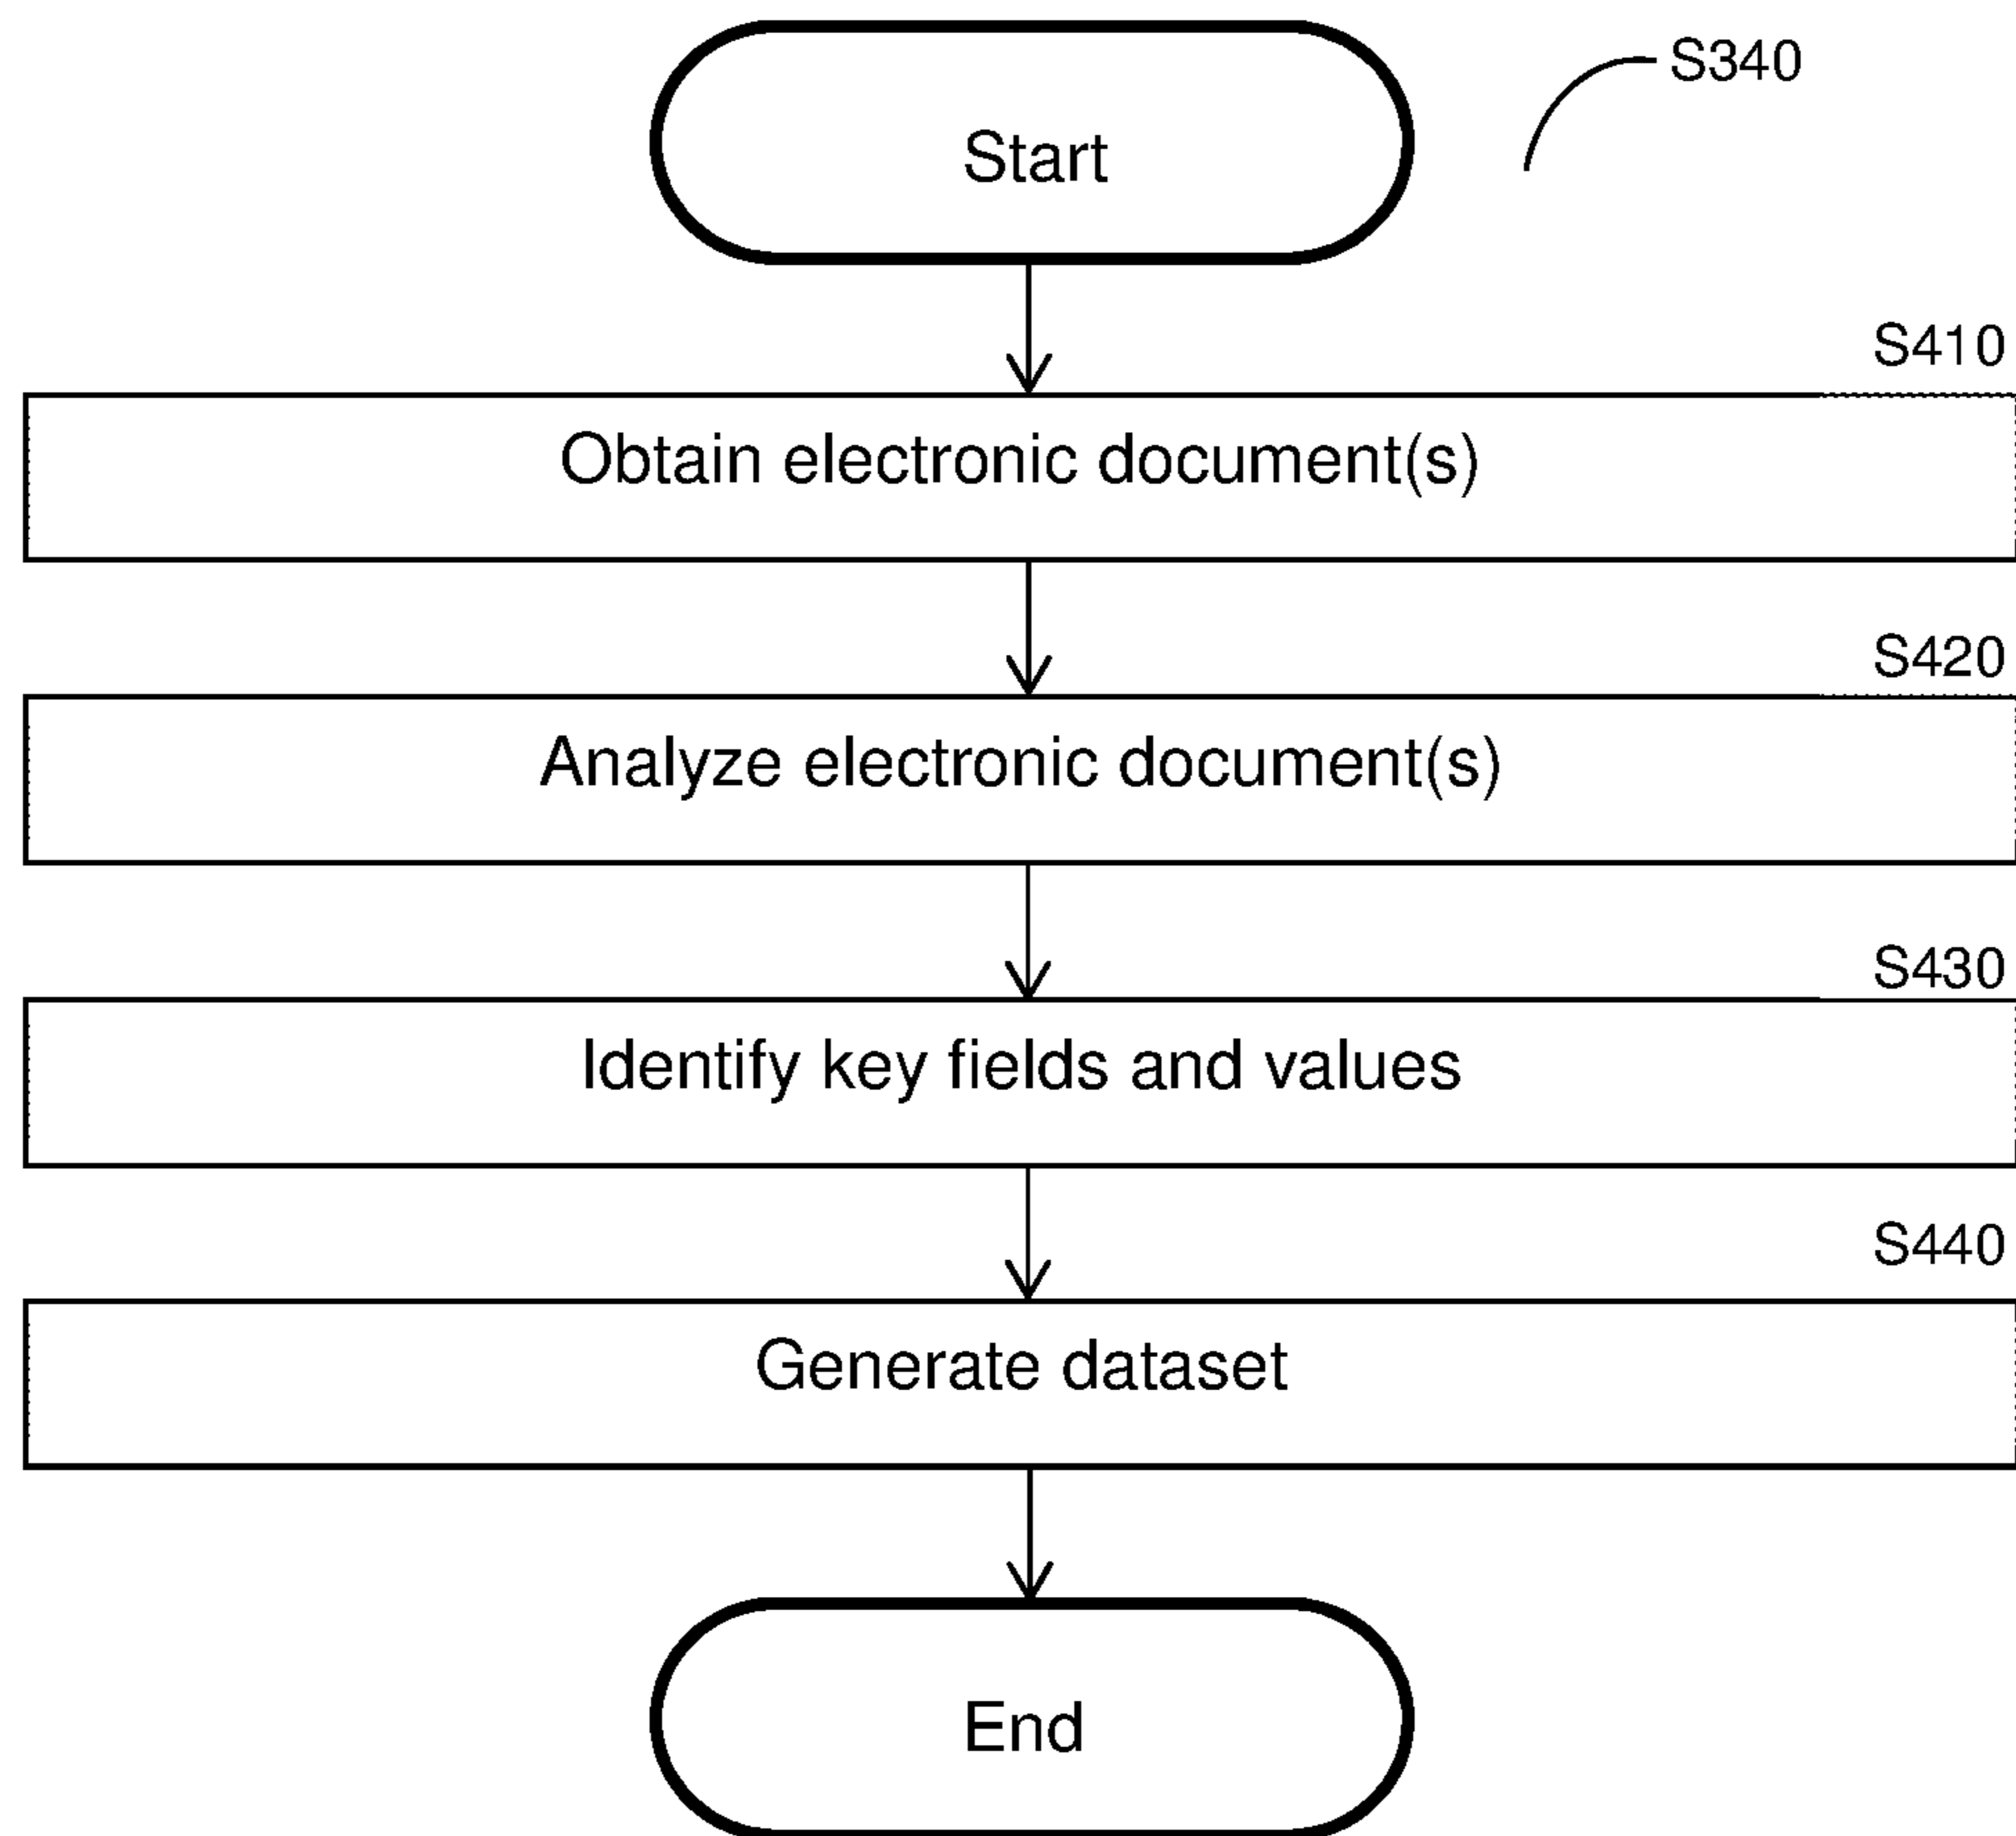 S340
Start
S410
Obtain electronic document(s)
S420
Analyze electronic document(s)
S430
Identify key fields and values
S440
Generate dataset
End